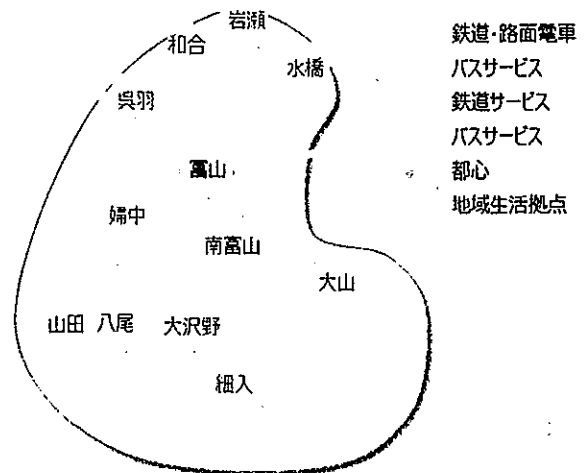 岩瀬
和合
水橋
呉羽
富山
婦中
南富山
大山
山田 八尾 大沢野
細入
鉄道・路面電車
バスサービス
鉄道サービス
バスサービス
都心
地域生活拠点